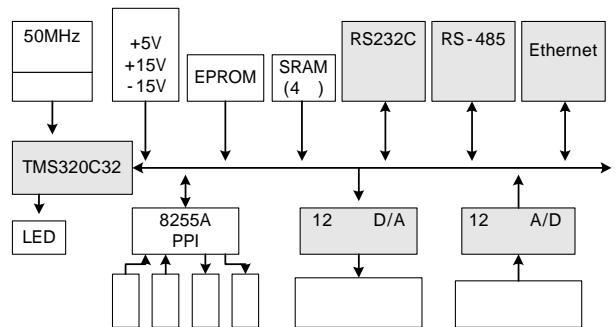 50MHz
+5V
+15V
-15V
EPROM
SRAM
(4 )
RS232C
RS-485
Ethernet
TMS320C32
LED
8255A
PPI
12 D/A
12 A/D